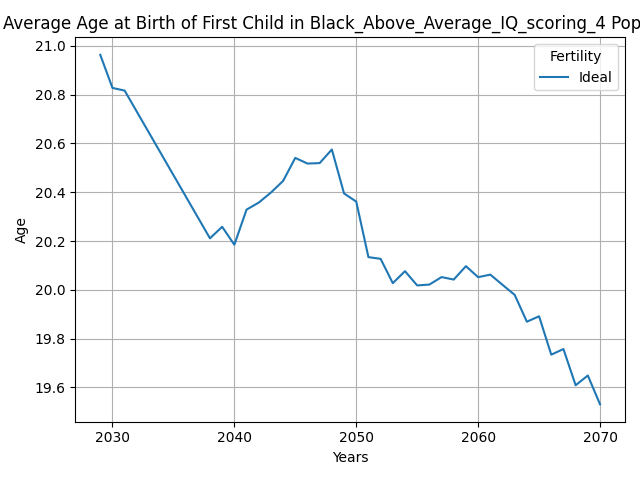 Average Age at Birth of First Child in Black_Above_Average_IQ_scoring_4 Pop
Fertility
Ideal
21.0
20.8
20.6
20.4
20.2
20.0
19.8
19.6
Age
2030 2040 2050 2060 2070
Years